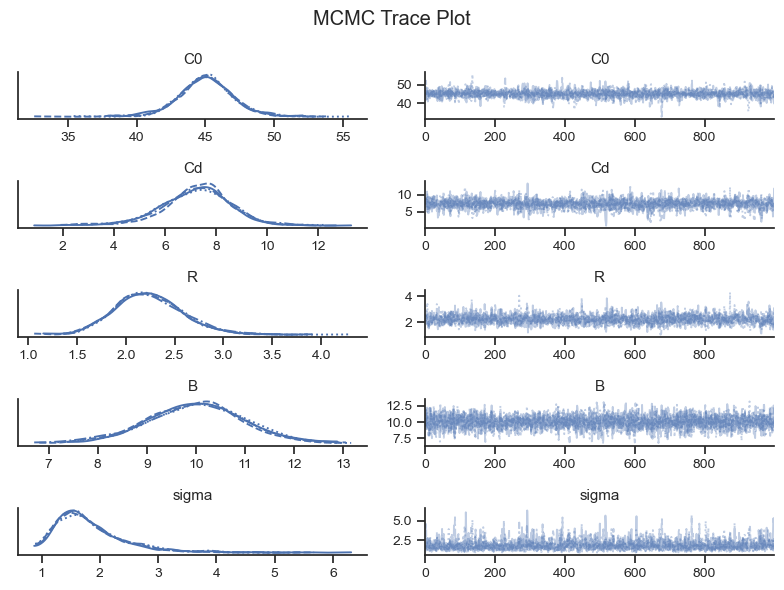 MCMC Trace Plot
C0
35 40 45 50 55
C0
50
40
0 200 400 600 800
Cd
2 4 6 8 10 12
Cd
10
5
0 200 400 600 800
R
1.0 1.5 2.0 2.5 3.0 3.5 4.0
R
4
2
0 200 400 600 800
B
7 8 9 10 11 12 13
B
12.5
10.0
7.5
0 200 400 600 800
sigma
1 2 3 4 5 6
sigma
5.0
2.5
0 200 400 600 800